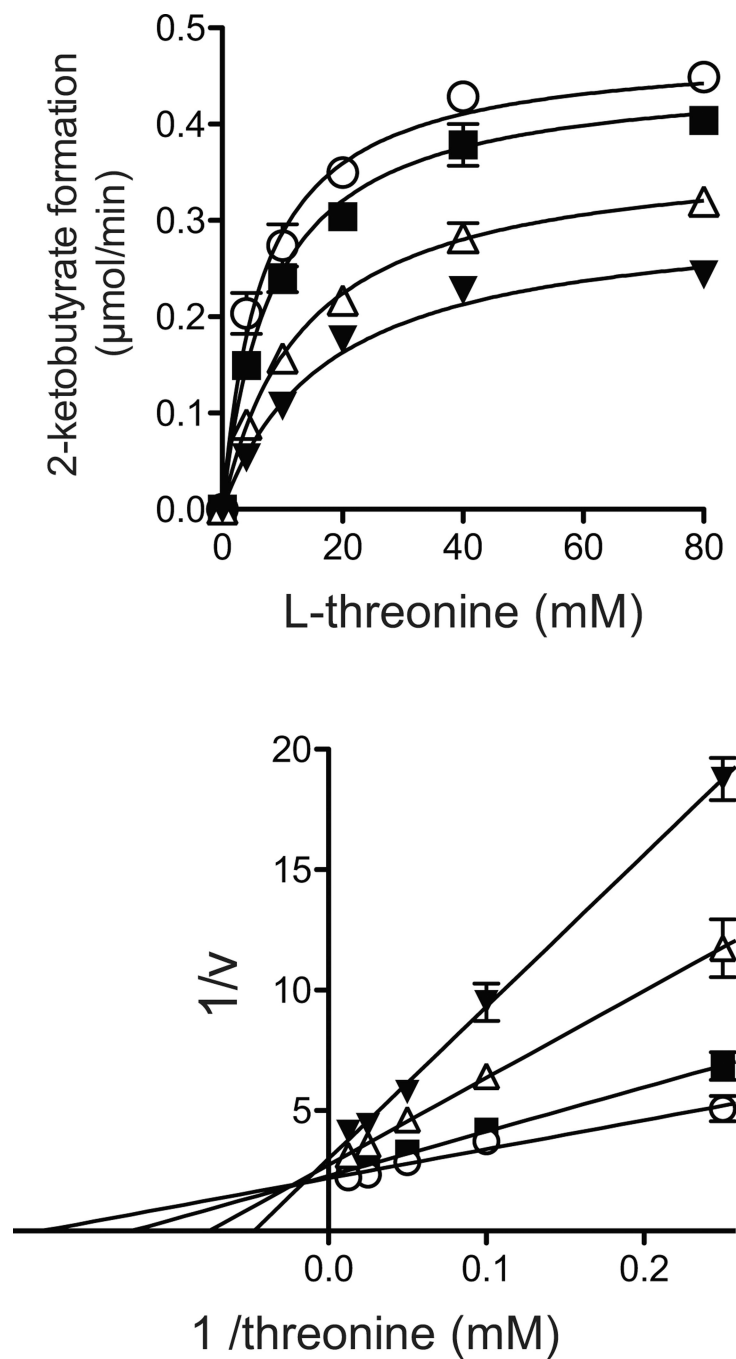 2-ketobutyrate formation
(µmol/min)
0.5
0.4
0.3
0.2
0.1
0.0
0 20 40 60 80
L-threonine (mM)
1/v
20
15
10
5
0.0 0.1 0.2
1 /threonine (mM)